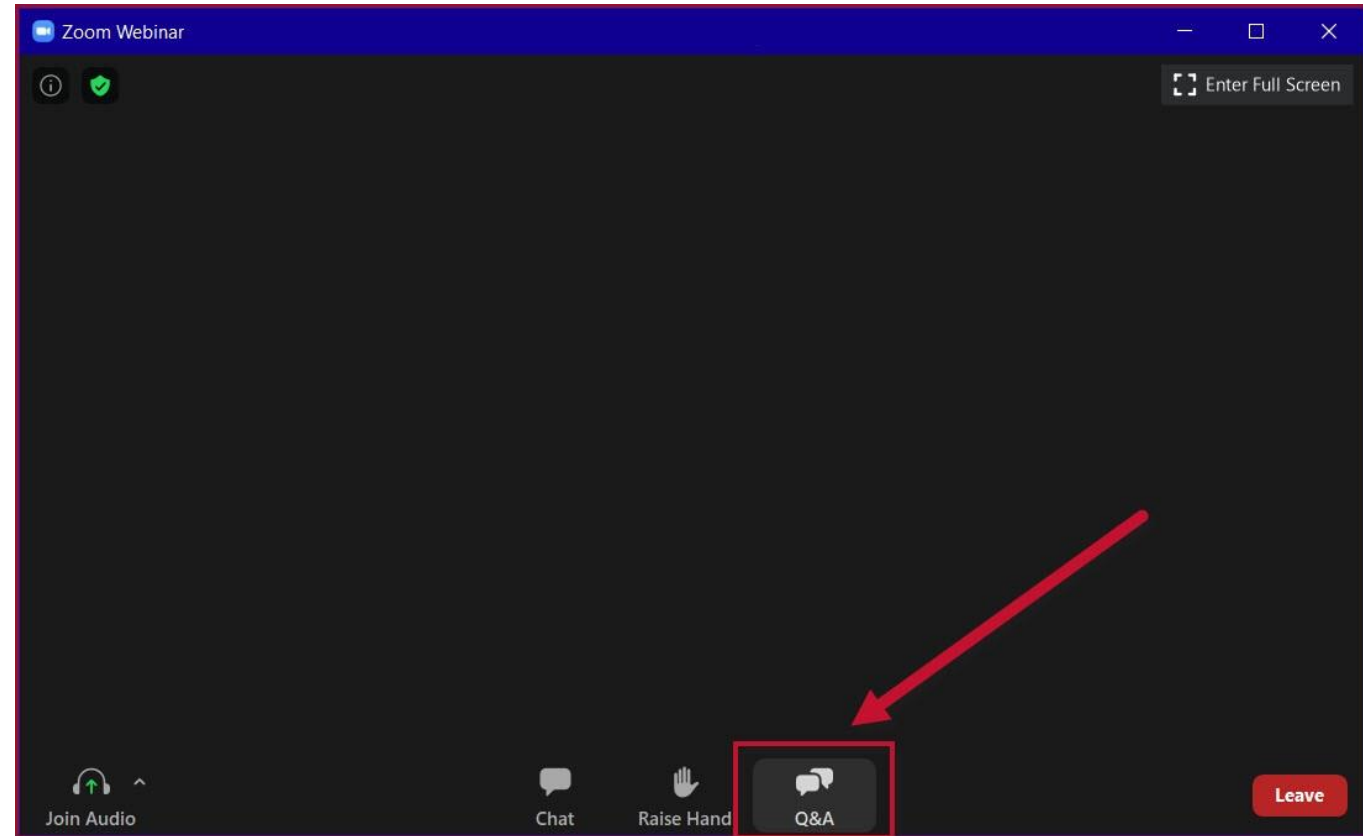 Zoom Webinar
Enter Full Screen
Join Audio
Chat
Raise Hand
Q&A
Leave